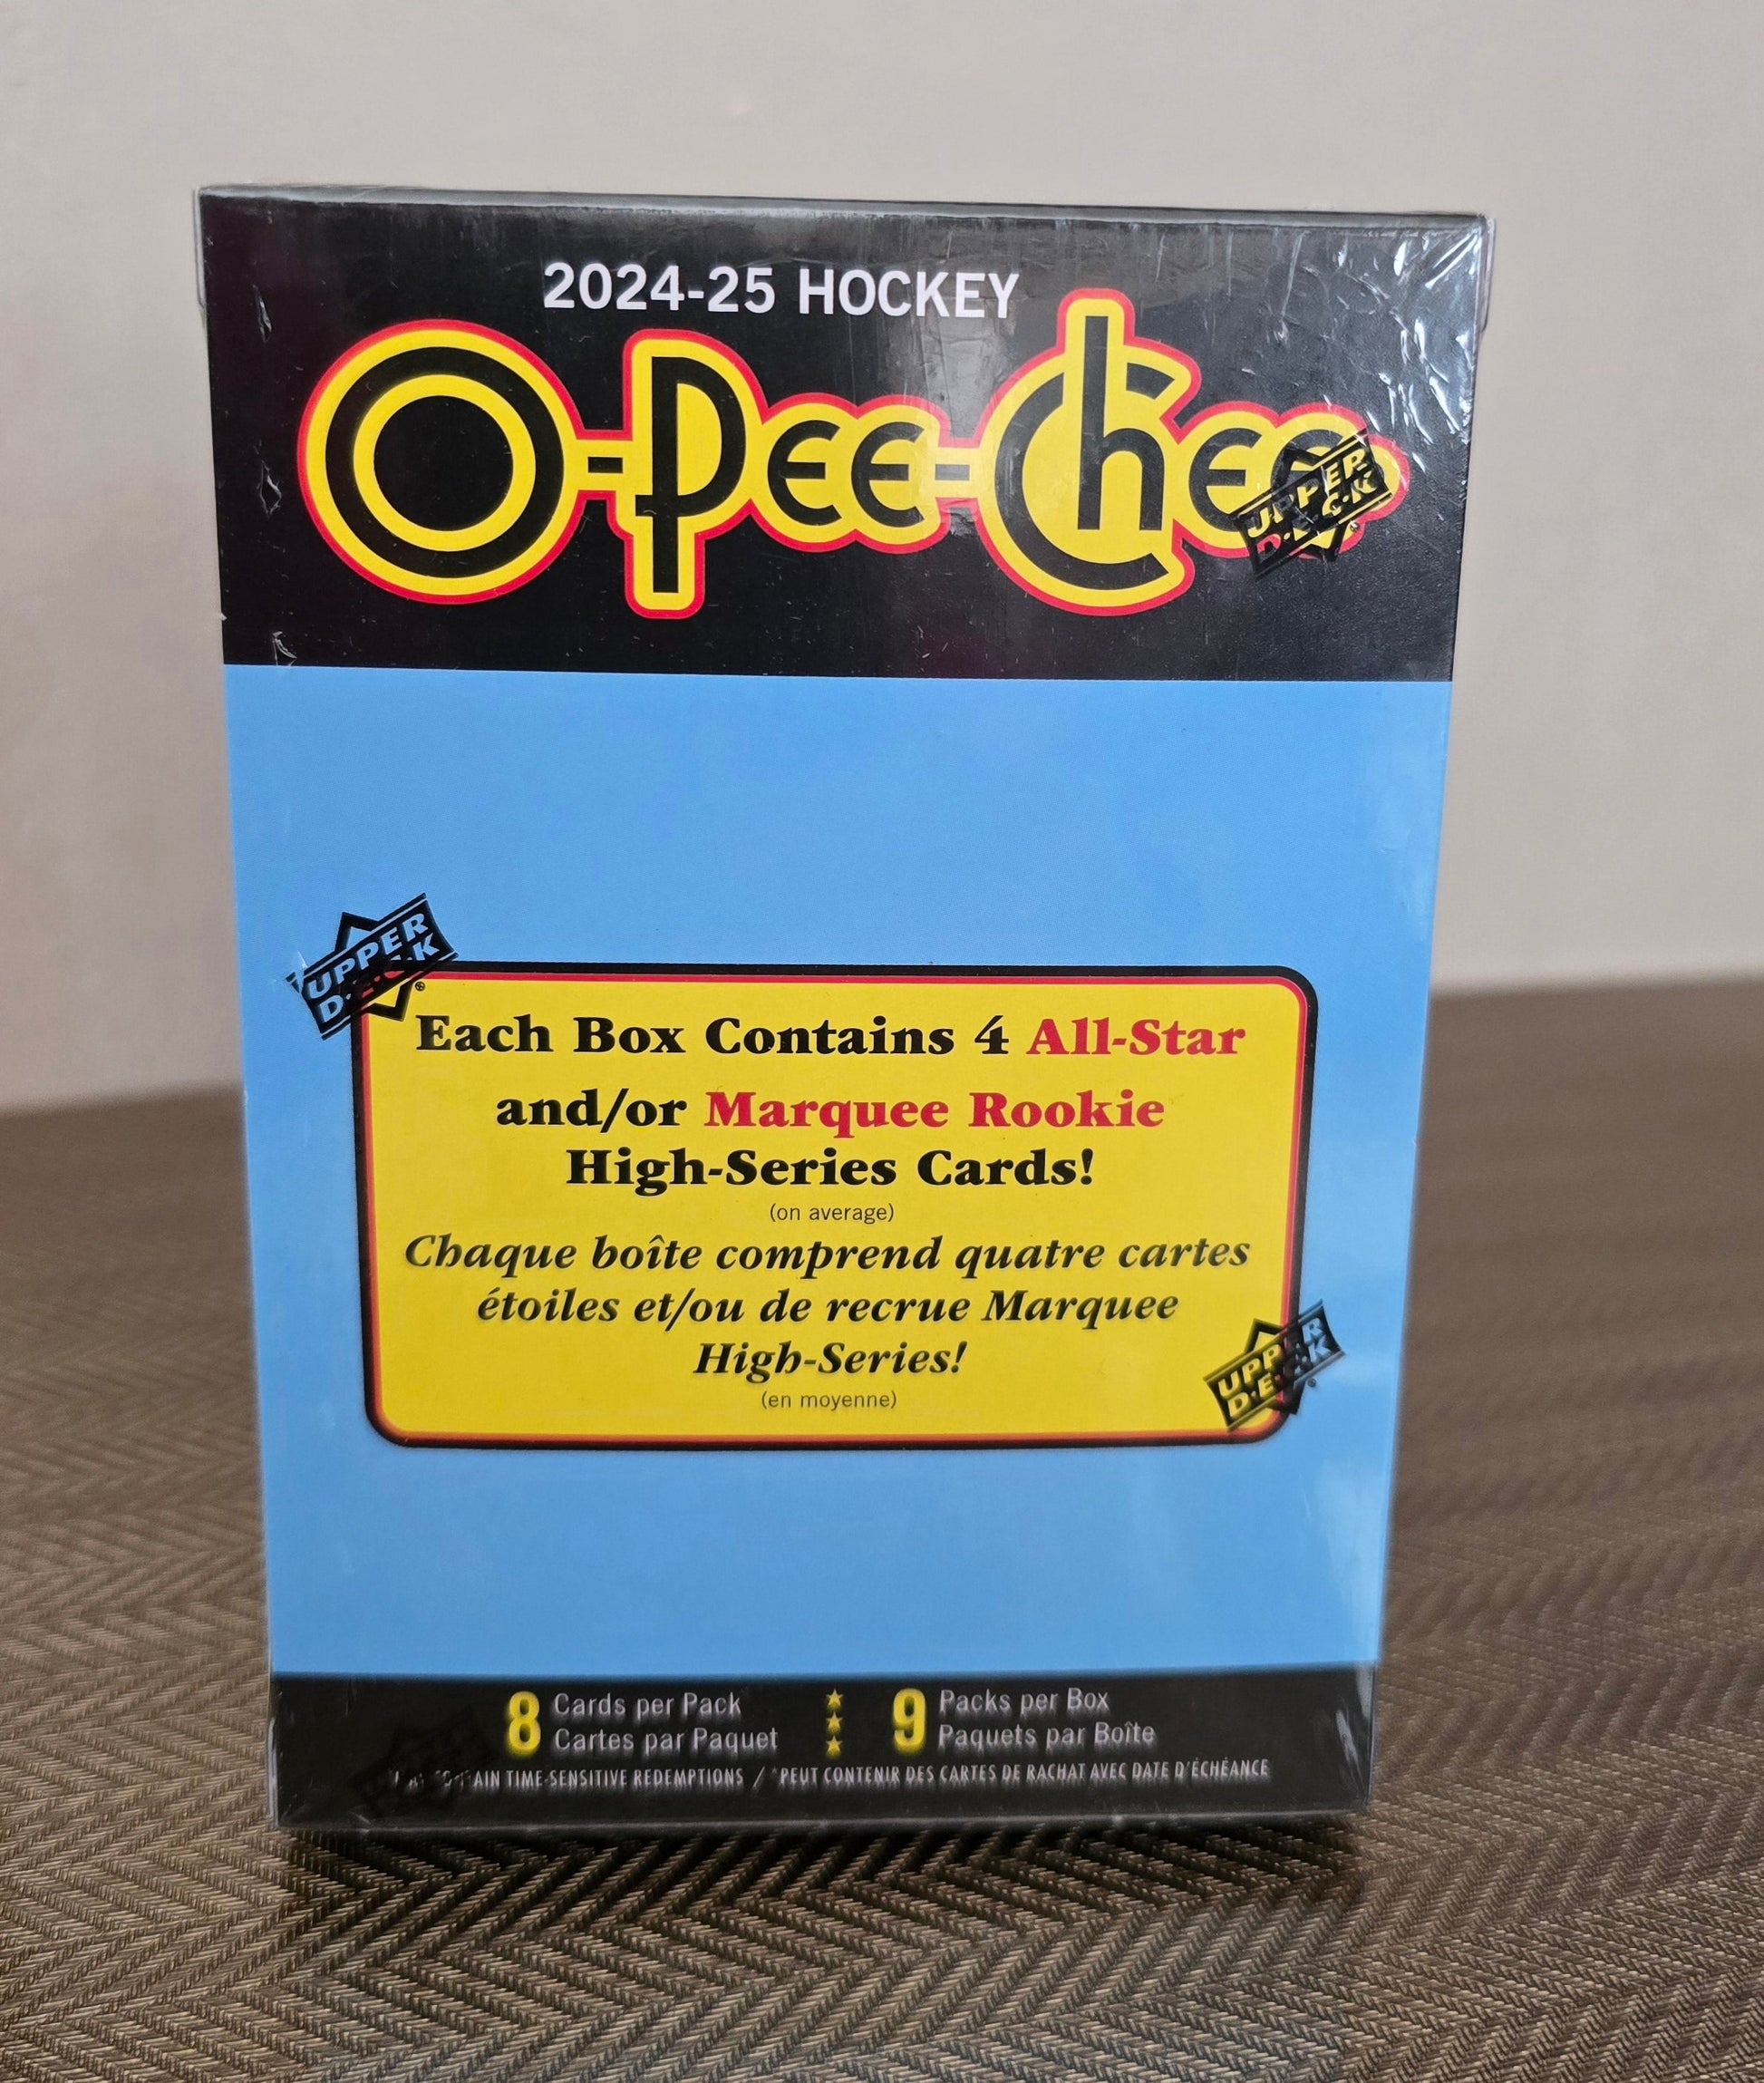 2024-25 HOCKEY
O-Pee-Chee
UPPER
DECK
UPPER
D·E·C·K
Each Box Contains 4 All-Star
and/or Marquee Rookie
High-Series Cards!
(on average)
Chaque boîte comprend quatre cartes
étoiles et/ou de recrue Marquee
High-Series!
(en moyenne)
UPPER
D·E·C·K
8 Cards per Pack
Cartes par Paquet
9 Packs per Box
Paquets par Boîte
TIME-SENSITIVE REDEMPTIONS / *PEUT CONTENIR DES CARTES DE RACHAT AVEC DATE D'ÉCHÉANCE